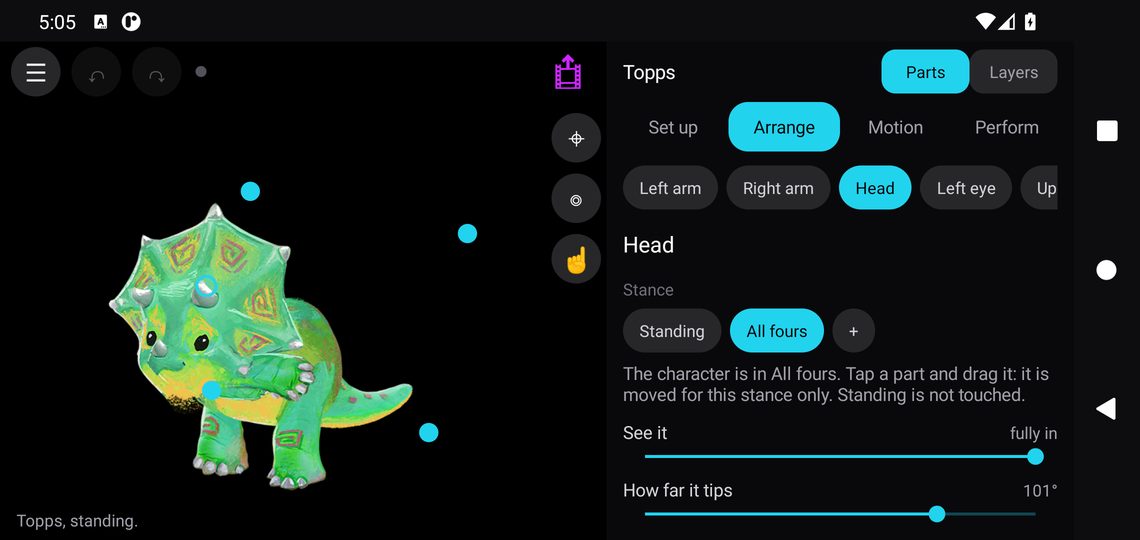 5:05
A
Topps
Parts
Layers
Set up
Arrange
Motion
Perform
Left arm
Right arm
Head
Left eye
Up
Head
Stance
Standing
All fours
+
The character is in All fours. Tap a part and drag it: it is
moved for this stance only. Standing is not touched.
See it
fully in
How far it tips
101°
Topps, standing.